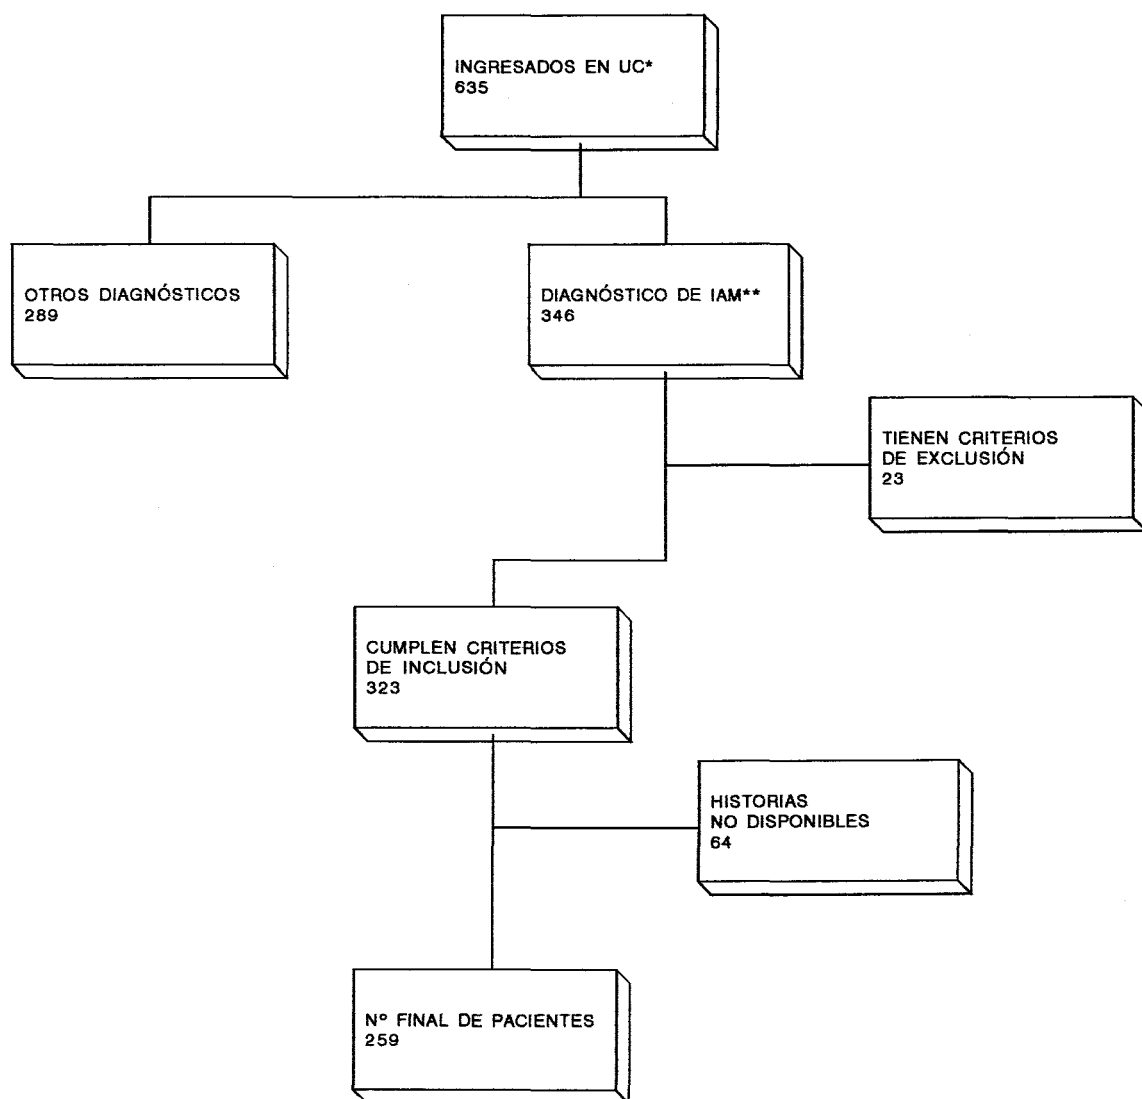 INGRESADOS EN UC*
635
OTROS DIAGNÓSTICOS
289
DIAGNÓSTICO DE IAM**
346
TIENEN CRITERIOS
DE EXCLUSIÓN
23
CUMPLEN CRITERIOS
DE INCLUSIÓN
323
HISTORIAS
NO DISPONIBLES
64
Nº FINAL DE PACIENTES
259